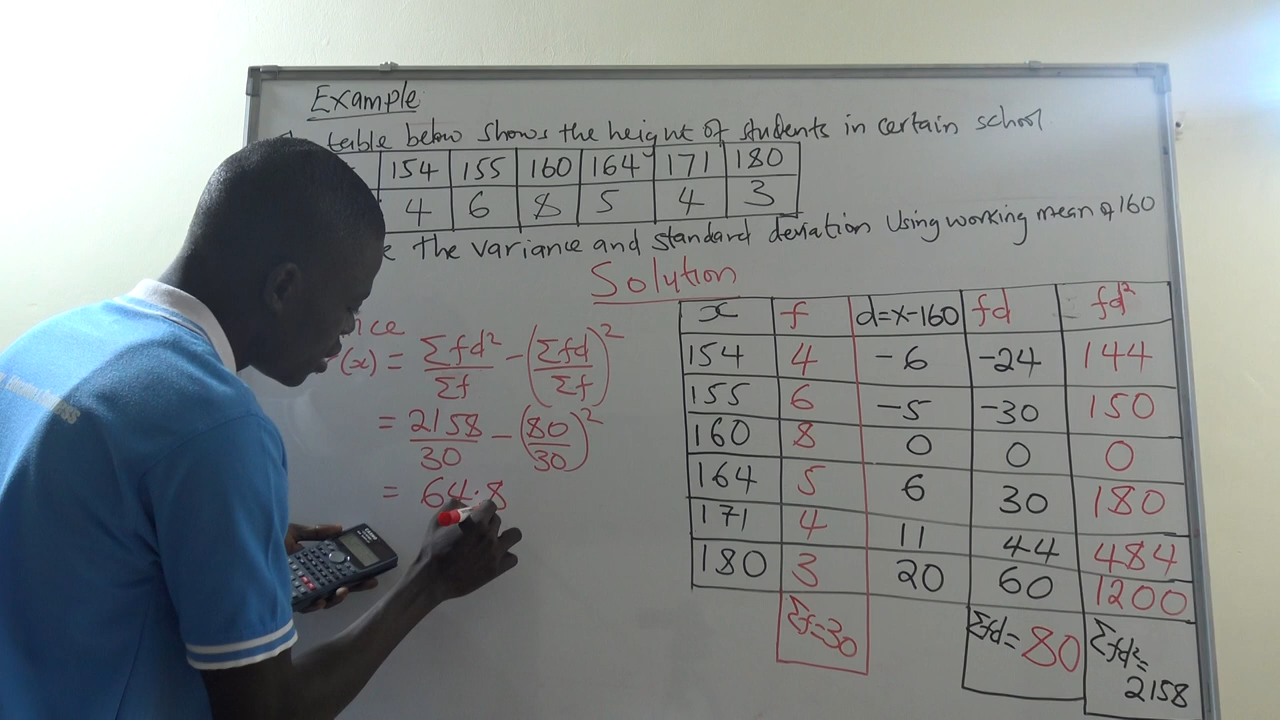 Example
table below shows the height of students in certain school
154 155 160 164 171 180
4 6 8 5 4 3
the variance and standard deviation using working mean of 160
Solution
(x) = Σfd² / Σf − (Σfd / Σf)²
= 2158 / 30 − (80 / 30)²
= 64.8
x f d=x-160 fd fd²
154 4 -6 -24 144
155 6 -5 -30 150
160 8 0 0 0
164 5 6 30 180
171 4 11 44 484
180 3 20 60 1200
Σf=30 Σfd=80 Σfd²=2158